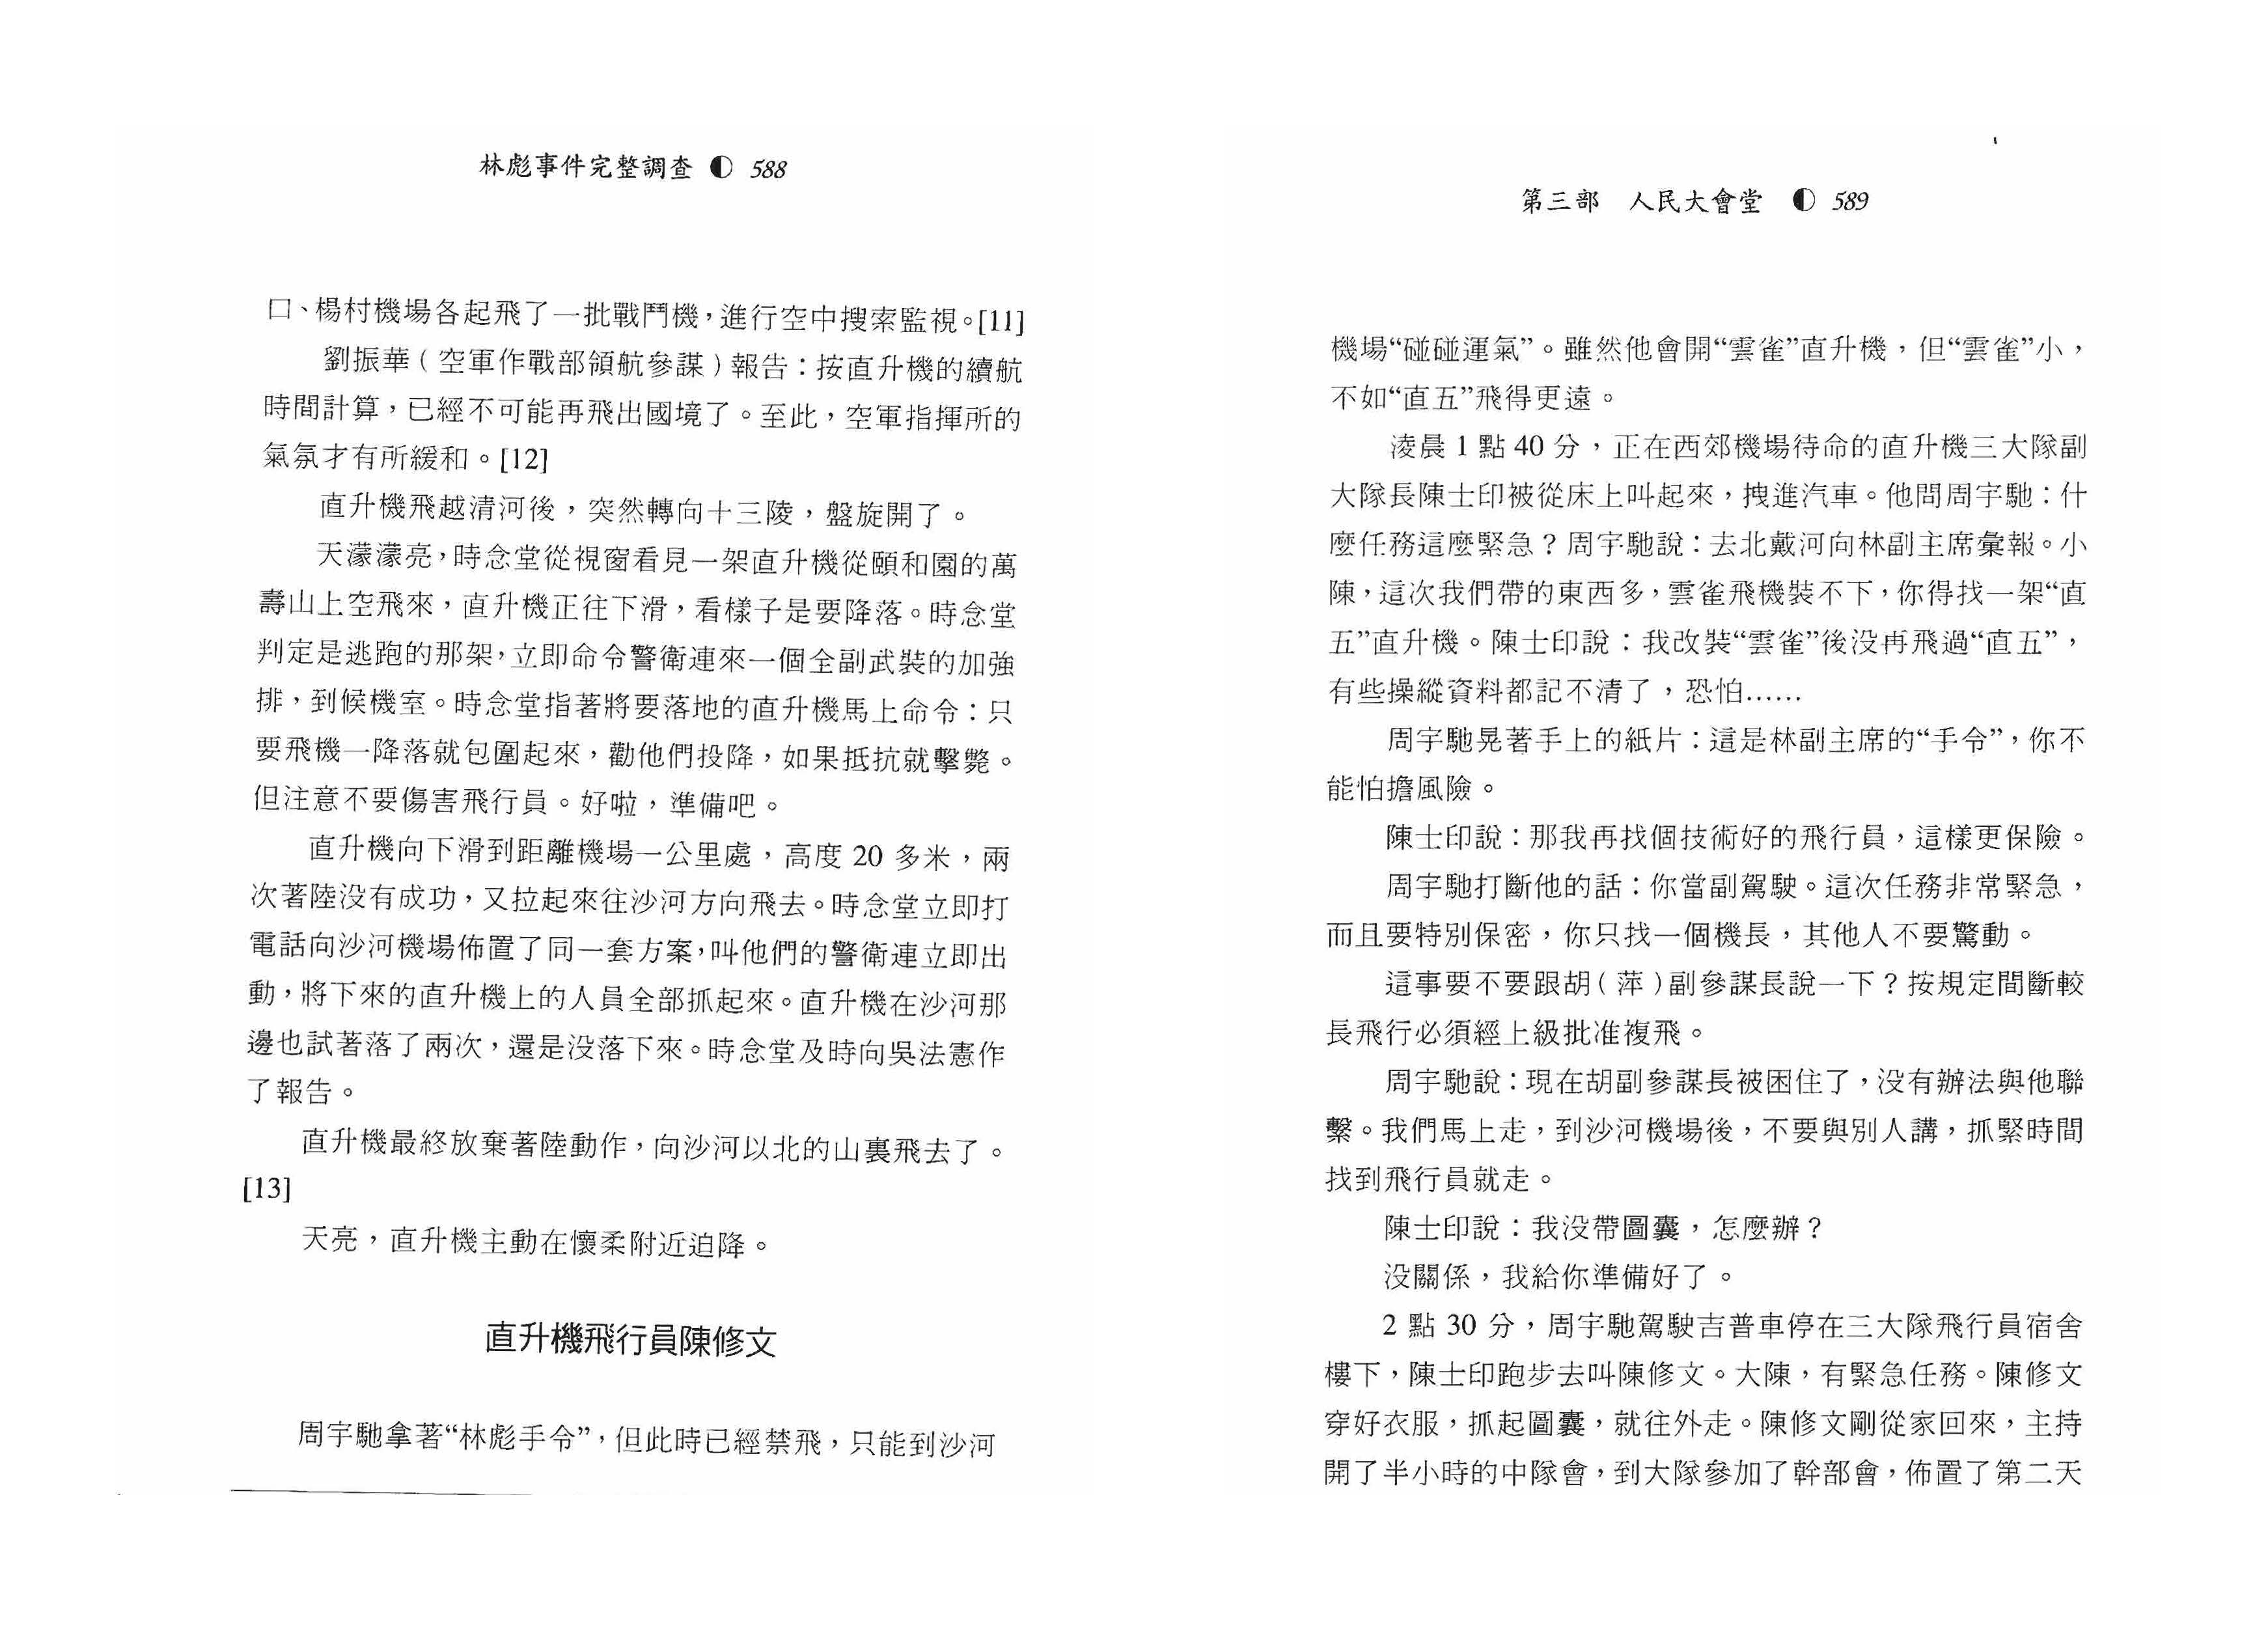 林彪事件完整調查 ◐ 588
口、楊村機場各起飛了一批戰鬥機，進行空中搜索監視。[11]
劉振華（空軍作戰部領航參謀）報告：按直升機的續航
時間計算，已經不可能再飛出國境了。至此，空軍指揮所的
氣氛才有所緩和。[12]
直升機飛越清河後，突然轉向十三陵，盤旋開了。
天濛濛亮，時念堂從視窗看見一架直升機從頤和園的萬
壽山上空飛來，直升機正往下滑，看樣子是要降落。時念堂
判定是逃跑的那架，立即命令警衛連來一個全副武裝的加強
排，到候機室。時念堂指著將要落地的直升機馬上命令：只
要飛機一降落就包圍起來，勸他們投降，如果抵抗就擊斃。
但注意不要傷害飛行員。好啦，準備吧。
直升機向下滑到距離機場一公里處，高度 20 多米，兩
次著陸没有成功，又拉起來往沙河方向飛去。時念堂立即打
電話向沙河機場佈置了同一套方案，叫他們的警衛連立即出
動，將下來的直升機上的人員全部抓起來。直升機在沙河那
邊也試著落了兩次，還是没落下來。時念堂及時向吳法憲作
了報告。
直升機最終放棄著陸動作，向沙河以北的山裏飛去了。
[13]
天亮，直升機主動在懷柔附近迫降。
直升機飛行員陳修文
周宇馳拿著“林彪手令”，但此時已經禁飛，只能到沙河
第三部　人民大會堂 ◐ 589
機場“碰碰運氣”。雖然他會開“雲雀”直升機，但“雲雀”小，
不如“直五”飛得更遠。
淩晨 1 點 40 分，正在西郊機場待命的直升機三大隊副
大隊長陳士印被從床上叫起來，拽進汽車。他問周宇馳：什
麼任務這麼緊急？周宇馳說：去北戴河向林副主席彙報。小
陳，這次我們帶的東西多，雲雀飛機裝不下，你得找一架“直
五”直升機。陳士印說：我改裝“雲雀”後没再飛過“直五”，
有些操縱資料都記不清了，恐怕……
周宇馳晃著手上的紙片：這是林副主席的“手令”，你不
能怕擔風險。
陳士印說：那我再找個技術好的飛行員，這樣更保險。
周宇馳打斷他的話：你當副駕駛。這次任務非常緊急，
而且要特別保密，你只找一個機長，其他人不要驚動。
這事要不要跟胡（萍）副參謀長說一下？按規定間斷較
長飛行必須經上級批准複飛。
周宇馳說：現在胡副參謀長被困住了，没有辦法與他聯
繫。我們馬上走，到沙河機場後，不要與別人講，抓緊時間
找到飛行員就走。
陳士印說：我没帶圖囊，怎麼辦？
没關係，我給你準備好了。
2 點 30 分，周宇馳駕駛吉普車停在三大隊飛行員宿舍
樓下，陳士印跑步去叫陳修文。大陳，有緊急任務。陳修文
穿好衣服，抓起圖囊，就往外走。陳修文剛從家回來，主持
開了半小時的中隊會，到大隊參加了幹部會，佈置了第二天